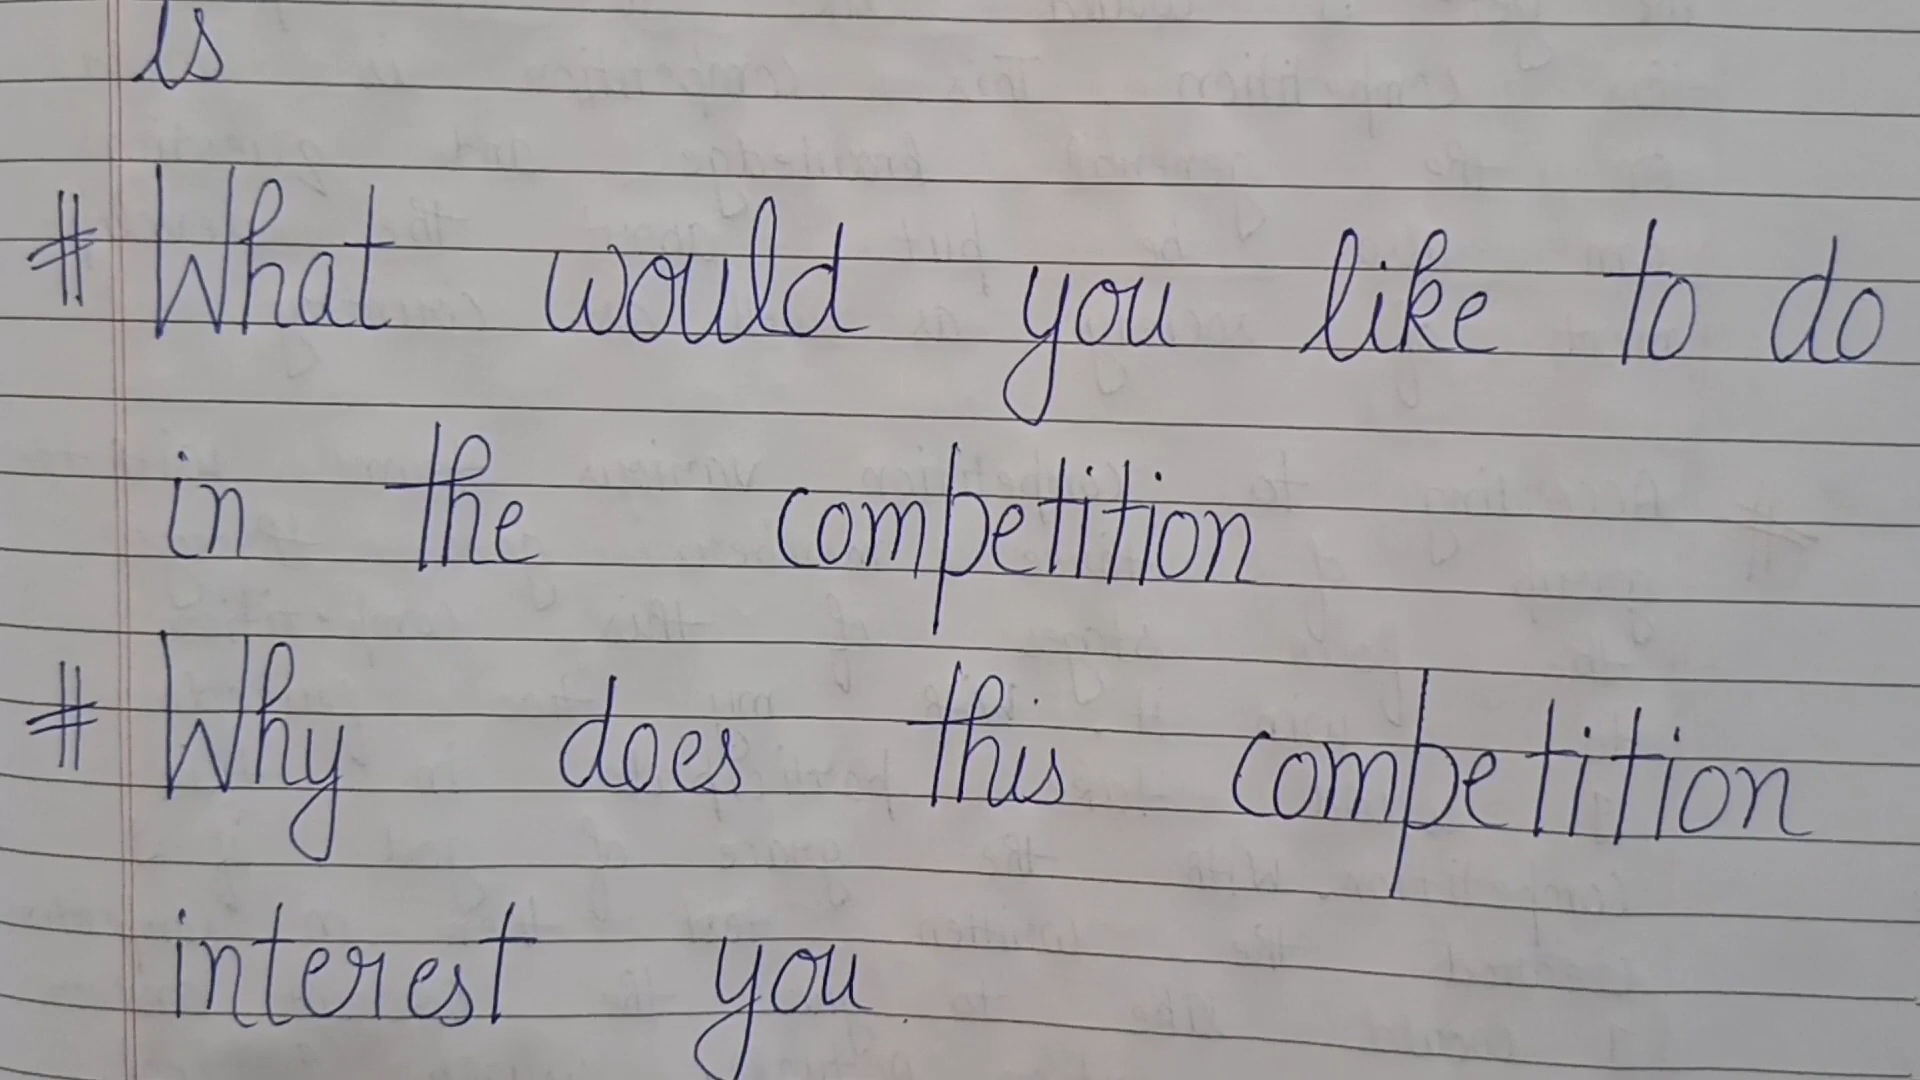 is
# What would you like to do
in the competition
# Why does this competition
interest you